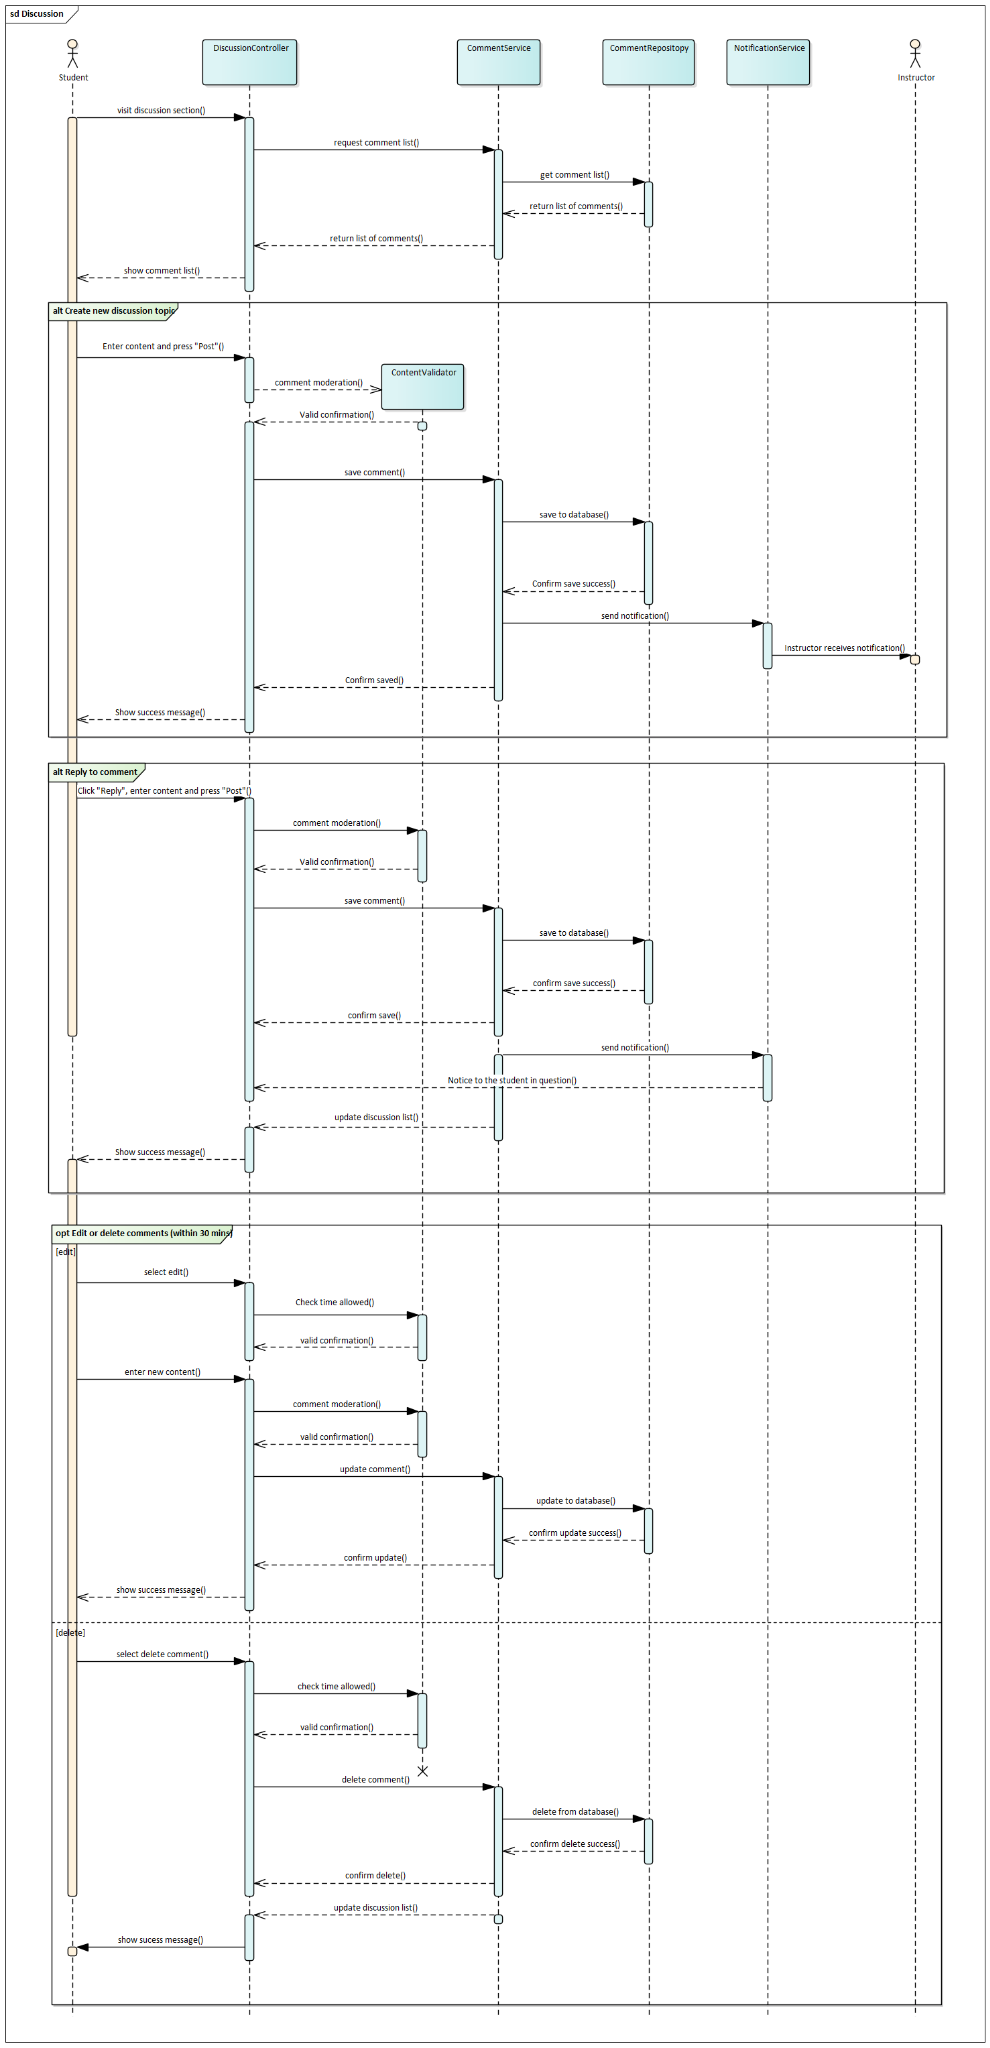 sd Discussion
DiscussionController
CommentService
CommentRepositopy
NotificationService
Student
Instructor
visit discussion section()
request comment list()
get comment list()
return list of comments()
return list of comments()
show comment list()
alt Create new discussion topic
Enter content and press "Post"()
ContentValidator
comment moderation()
Valid confirmation()
save comment()
save to database()
Confirm save success()
send notification()
Instructor receives notification()
Confirm saved()
Show success message()
alt Reply to comment
Click "Reply", enter content and press "Post"()
comment moderation()
Valid confirmation()
save comment()
save to database()
confirm save success()
confirm save()
send notification()
Notice to the student in question()
update discussion list()
Show success message()
opt Edit or delete comments (within 30 mins)
[edit]
select edit()
Check time allowed()
valid confirmation()
enter new content()
comment moderation()
valid confirmation()
update comment()
update to database()
confirm update success()
confirm update()
show success message()
[delete]
select delete comment()
check time allowed()
valid confirmation()
delete comment()
delete from database()
confirm delete success()
confirm delete()
update discussion list()
show sucess message()